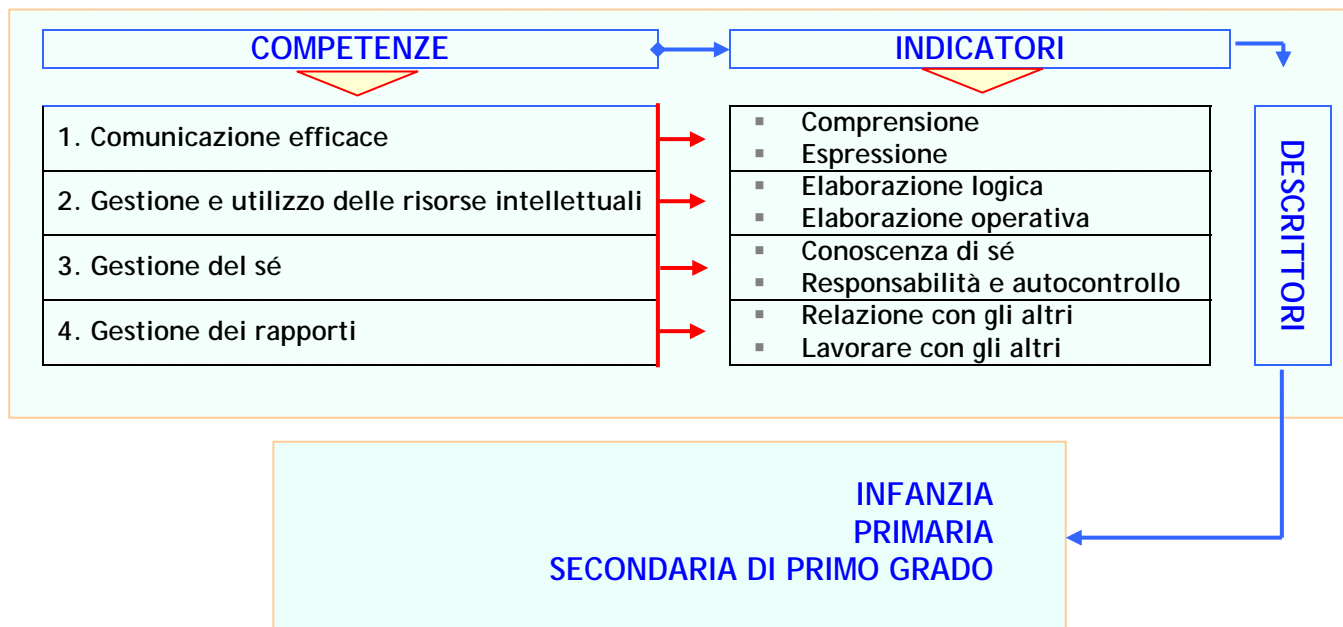 COMPETENZE
INDICATORI
1. Comunicazione efficace
▪ Comprensione
▪ Espressione
2. Gestione e utilizzo delle risorse intellettuali
▪ Elaborazione logica
▪ Elaborazione operativa
3. Gestione del sé
▪ Conoscenza di sé
▪ Responsabilità e autocontrollo
4. Gestione dei rapporti
▪ Relazione con gli altri
▪ Lavorare con gli altri
DESCRITTORI
INFANZIA
PRIMARIA
SECONDARIA DI PRIMO GRADO